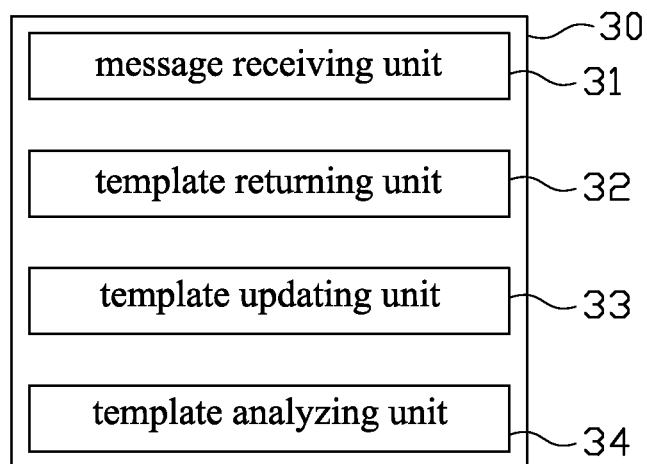 30
message receiving unit
31
template returning unit
32
template updating unit
33
template analyzing unit
34